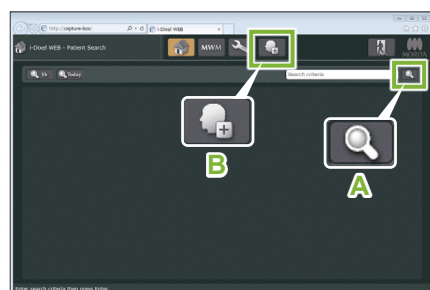 http://capture-box/
i-Dixel WEB
i-Dixel WEB - Patient Search
MWM
MORITA
Today
Search criteria
B
A
Enter search criteria then press Enter.